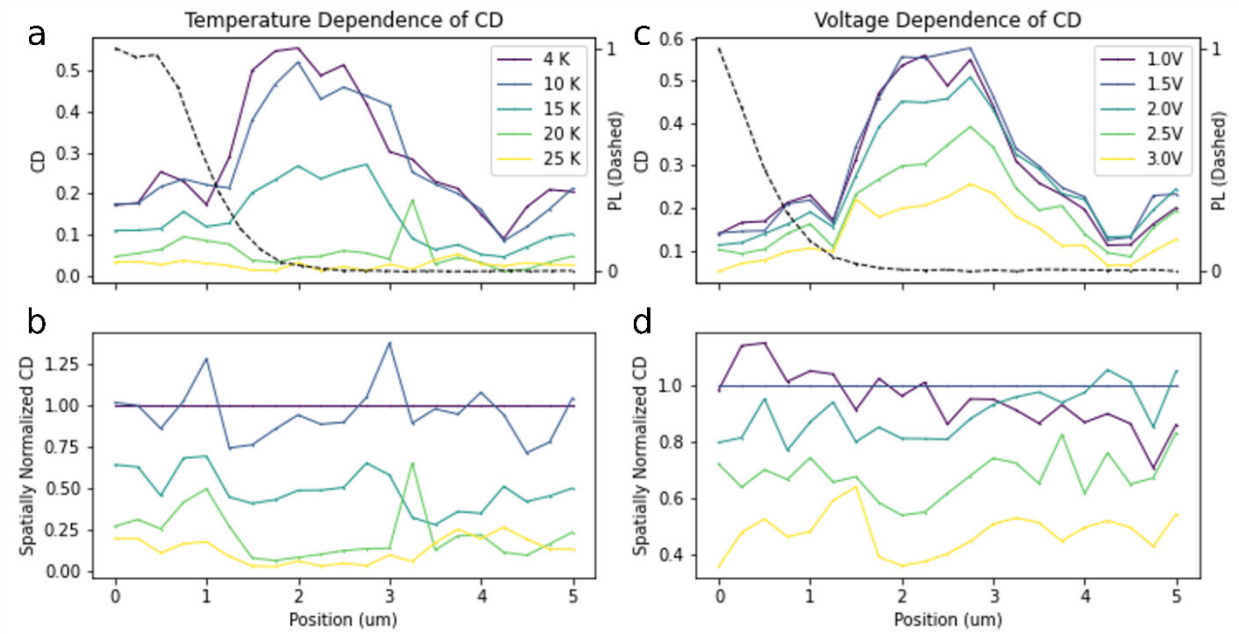 a
Temperature Dependence of CD
CD
0.5
0.4
0.3
0.2
0.1
0.0
4 K
10 K
15 K
20 K
25 K
1
0
PL (Dashed)
c
Voltage Dependence of CD
CD
0.6
0.5
0.4
0.3
0.2
0.1
1.0V
1.5V
2.0V
2.5V
3.0V
1
0
PL (Dashed)
b
Spatially Normalized CD
1.25
1.00
0.75
0.50
0.25
0.00
0 1 2 3 4 5
Position (um)
d
Spatially Normalized CD
1.0
0.8
0.6
0.4
0 1 2 3 4 5
Position (um)